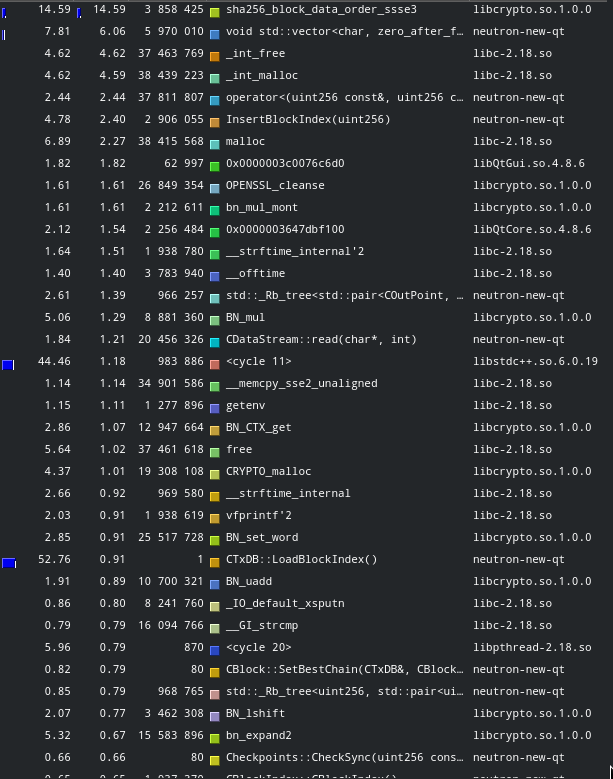 14.59 14.59 3 858 425 sha256_block_data_order_ssse3 libcrypto.so.1.0.0
7.81 6.06 5 970 010 void std::vector<char, zero_after_f… neutron-new-qt
4.62 4.62 37 463 769 _int_free libc-2.18.so
4.62 4.59 38 439 223 _int_malloc libc-2.18.so
2.44 2.44 37 811 807 operator<(uint256 const&, uint256 c… neutron-new-qt
4.78 2.40 2 906 055 InsertBlockIndex(uint256) neutron-new-qt
6.89 2.27 38 415 568 malloc libc-2.18.so
1.82 1.82 62 997 0x0000003c0076c6d0 libQtGui.so.4.8.6
1.61 1.61 26 849 354 OPENSSL_cleanse libcrypto.so.1.0.0
1.61 1.61 2 212 611 bn_mul_mont libcrypto.so.1.0.0
2.12 1.54 2 256 484 0x0000003647dbf100 libQtCore.so.4.8.6
1.64 1.51 1 938 780 __strftime_internal'2 libc-2.18.so
1.40 1.40 3 783 940 __offtime libc-2.18.so
2.61 1.39 966 257 std::_Rb_tree<std::pair<COutPoint, … neutron-new-qt
5.06 1.29 8 881 360 BN_mul libcrypto.so.1.0.0
1.84 1.21 20 456 326 CDataStream::read(char*, int) neutron-new-qt
44.46 1.18 983 886 <cycle 11> libstdc++.so.6.0.19
1.14 1.14 34 901 586 __memcpy_sse2_unaligned libc-2.18.so
1.15 1.11 1 277 896 getenv libc-2.18.so
2.86 1.07 12 947 664 BN_CTX_get libcrypto.so.1.0.0
5.64 1.02 37 461 618 free libc-2.18.so
4.37 1.01 19 308 108 CRYPTO_malloc libcrypto.so.1.0.0
2.66 0.92 969 580 __strftime_internal libc-2.18.so
2.03 0.91 1 938 619 vfprintf'2 libc-2.18.so
2.85 0.91 25 517 728 BN_set_word libcrypto.so.1.0.0
52.76 0.91 1 CTxDB::LoadBlockIndex() neutron-new-qt
1.91 0.89 10 700 321 BN_uadd libcrypto.so.1.0.0
0.86 0.80 8 241 760 _IO_default_xsputn libc-2.18.so
0.79 0.79 16 094 766 __GI_strcmp libc-2.18.so
5.96 0.79 870 <cycle 20> libpthread-2.18.so
0.82 0.79 80 CBlock::SetBestChain(CTxDB&, CBlock… neutron-new-qt
0.85 0.79 968 765 std::_Rb_tree<uint256, std::pair<ui… neutron-new-qt
2.07 0.77 3 462 308 BN_lshift libcrypto.so.1.0.0
5.32 0.67 15 583 896 bn_expand2 libcrypto.so.1.0.0
0.66 0.66 80 Checkpoints::CheckSync(uint256 cons… neutron-new-qt